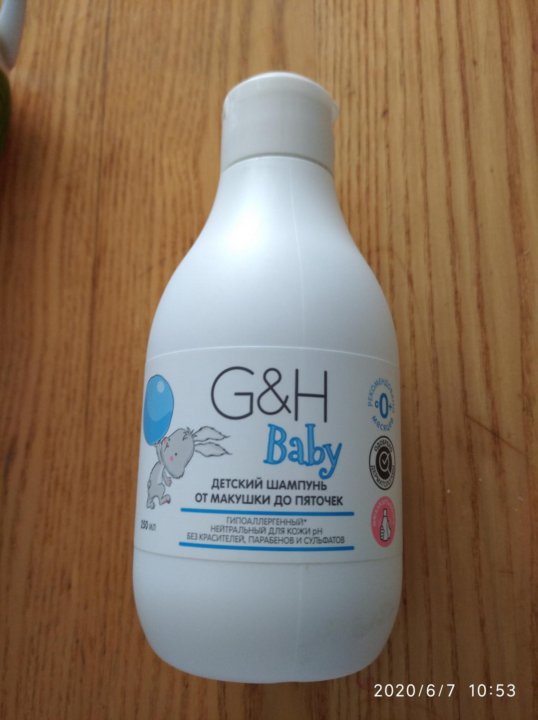 G&H
Baby
ДЕТСКИЙ ШАМПУНЬ
ОТ МАКУШКИ ДО ПЯТОЧЕК
ГИПОАЛЛЕРГЕННЫЙ*
НЕЙТРАЛЬНЫЙ ДЛЯ КОЖИ pH
БЕЗ КРАСИТЕЛЕЙ, ПАРАБЕНОВ И СУЛЬФАТОВ
250 мл
0+
2020/6/7 10:53